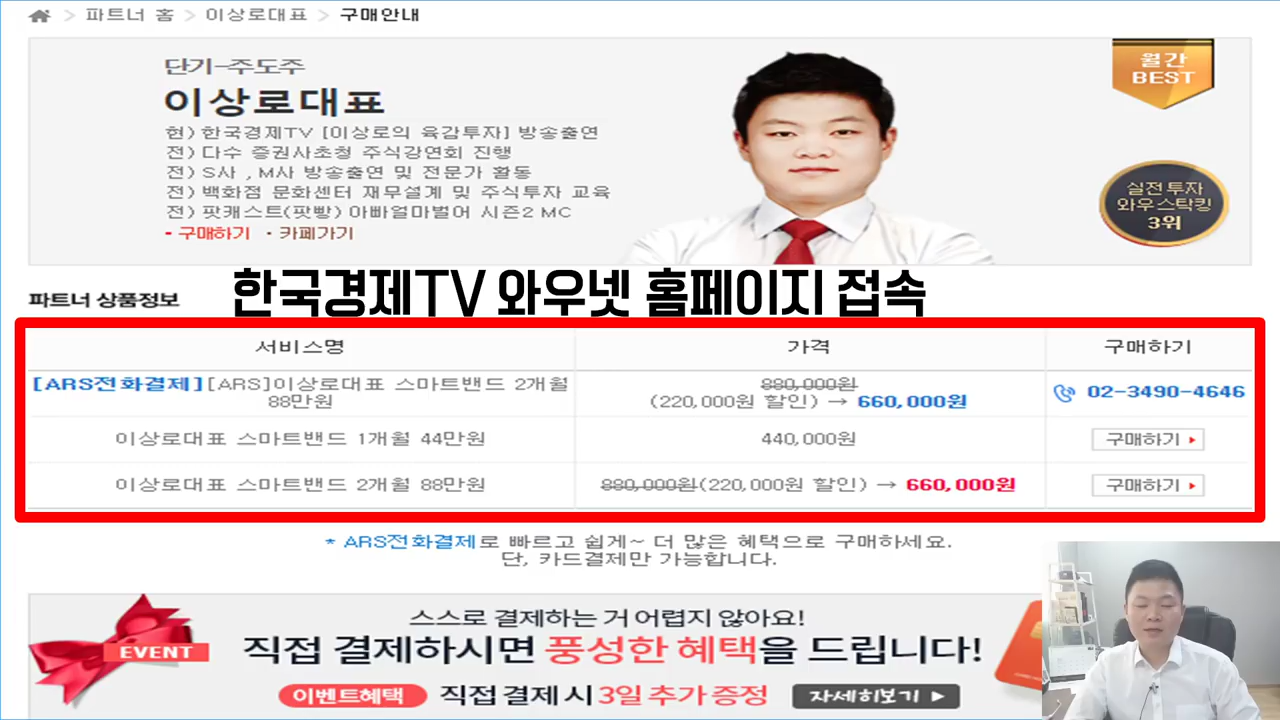 파트너 홈 > 이상로대표 > 구매안내
단기-주도주
이상로대표
현) 한국경제TV [이상로의 육감투자] 방송출연
전) 다수 증권사초청 주식강연회 진행
전) S사 , M사 방송출연 및 전문가 활동
전) 백화점 문화센터 재무설계 및 주식투자 교육
전) 팟캐스트(팟빵) 아빠얼마벌어 시즌2 MC
- 구매하기 · 카페가기
월간
BEST
실전투자
와우스탁킹
3위
파트너 상품정보
한국경제TV 와우넷 홈페이지 접속
서비스명 가격 구매하기
[ARS전화결제][ARS]이상로대표 스마트밴드 2개월
88만원
880,000원
(220,000원 할인) → 660,000원
02-3490-4646
이상로대표 스마트밴드 1개월 44만원 440,000원 구매하기
이상로대표 스마트밴드 2개월 88만원 880,000원(220,000원 할인) → 660,000원 구매하기
* ARS전화결제로 빠르고 쉽게~ 더 많은 혜택으로 구매하세요.
단, 카드결제만 가능합니다.
EVENT
스스로 결제하는 거 어렵지 않아요!
직접 결제하시면 풍성한 혜택을 드립니다!
이벤트혜택 직접 결제 시 3일 추가 증정 자세히보기 ▶